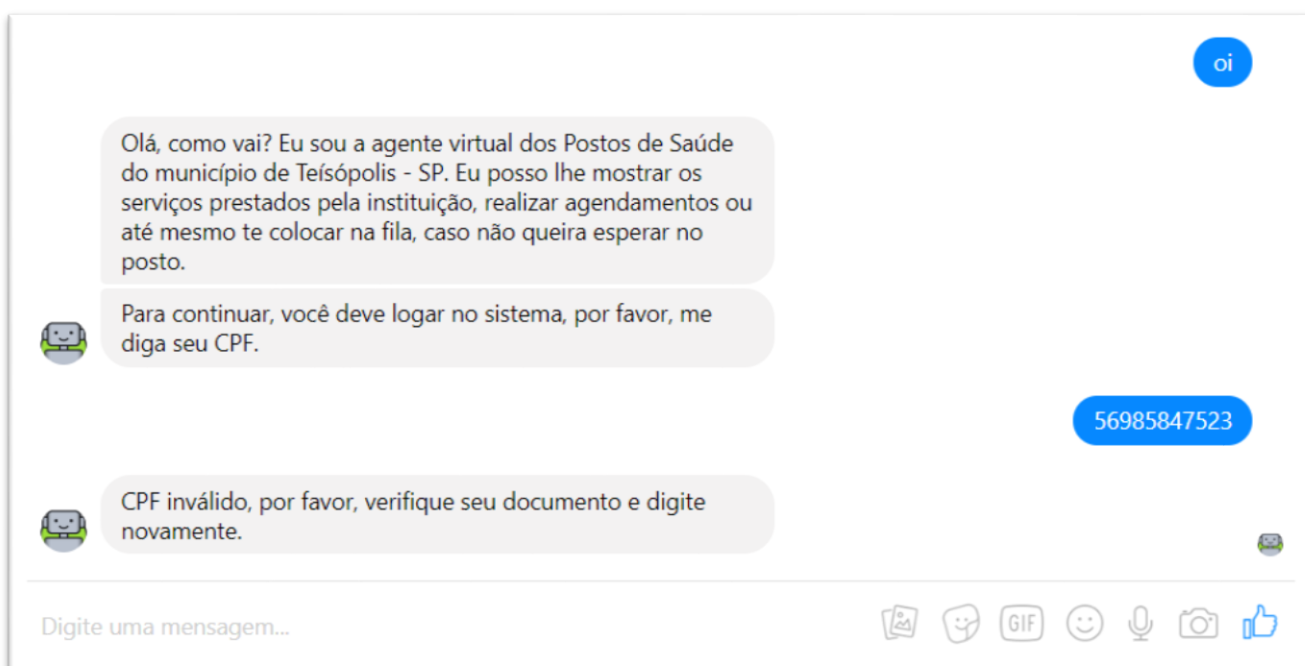 oi
Olá, como vai? Eu sou a agente virtual dos Postos de Saúde
do município de Teísópolis - SP. Eu posso lhe mostrar os
serviços prestados pela instituição, realizar agendamentos ou
até mesmo te colocar na fila, caso não queira esperar no
posto.
Para continuar, você deve logar no sistema, por favor, me
diga seu CPF.
56985847523
CPF inválido, por favor, verifique seu documento e digite
novamente.
Digite uma mensagem...
GIF